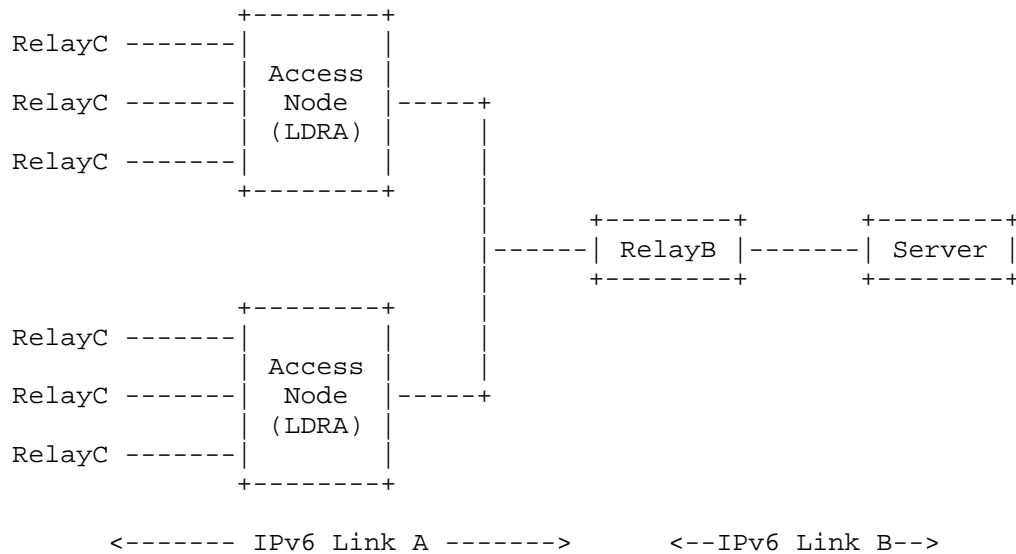 RelayC
Access
RelayC Node
(LDRA)
RelayC
RelayB Server
RelayC
Access
RelayC Node
(LDRA)
RelayC
<------- IPv6 Link A -------> <--IPv6 Link B-->